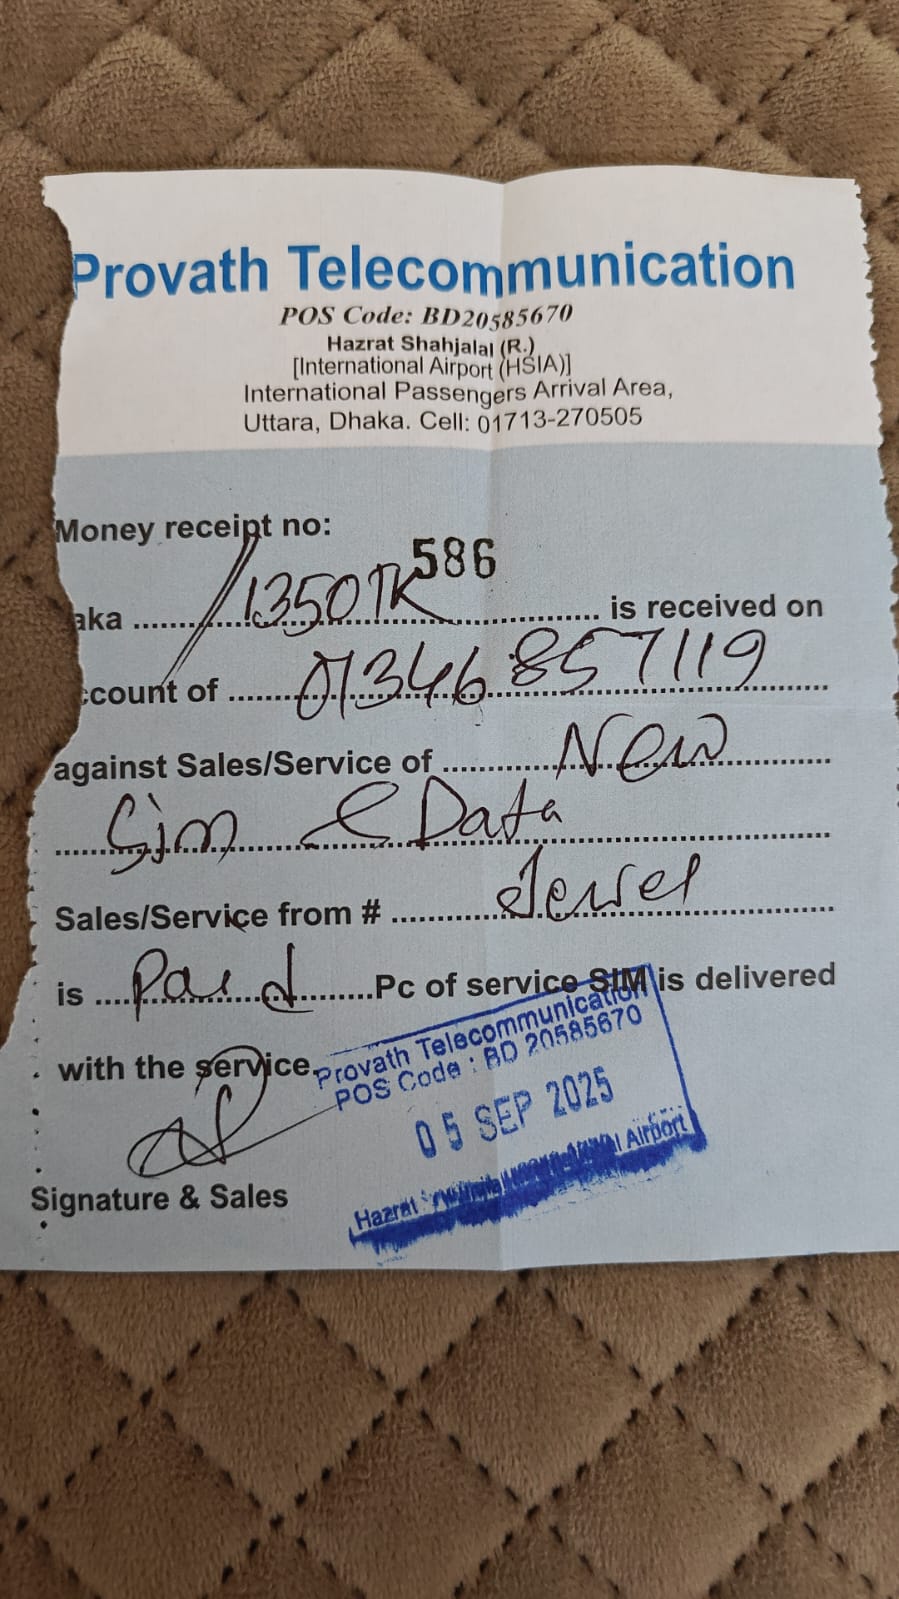 Provath Telecommunication
POS Code: BD20585670
Hazrat Shahjalal (R.)
[International Airport (HSIA)]
International Passengers Arrival Area,
Uttara, Dhaka. Cell: 01713-270505
Money receipt no:
586
aka ..... 1350TK ..... is received on
ccount of ..... 01346857119 .....
against Sales/Service of ..... New .....
Sim & Data
Sales/Service from # ..... Jewel .....
is ..... Paid ..... Pc of service SIM is delivered
with the service.
Provath Telecommunication
POS Code : BD 20585670
05 SEP 2025
Hazrat Airport
Signature & Sales